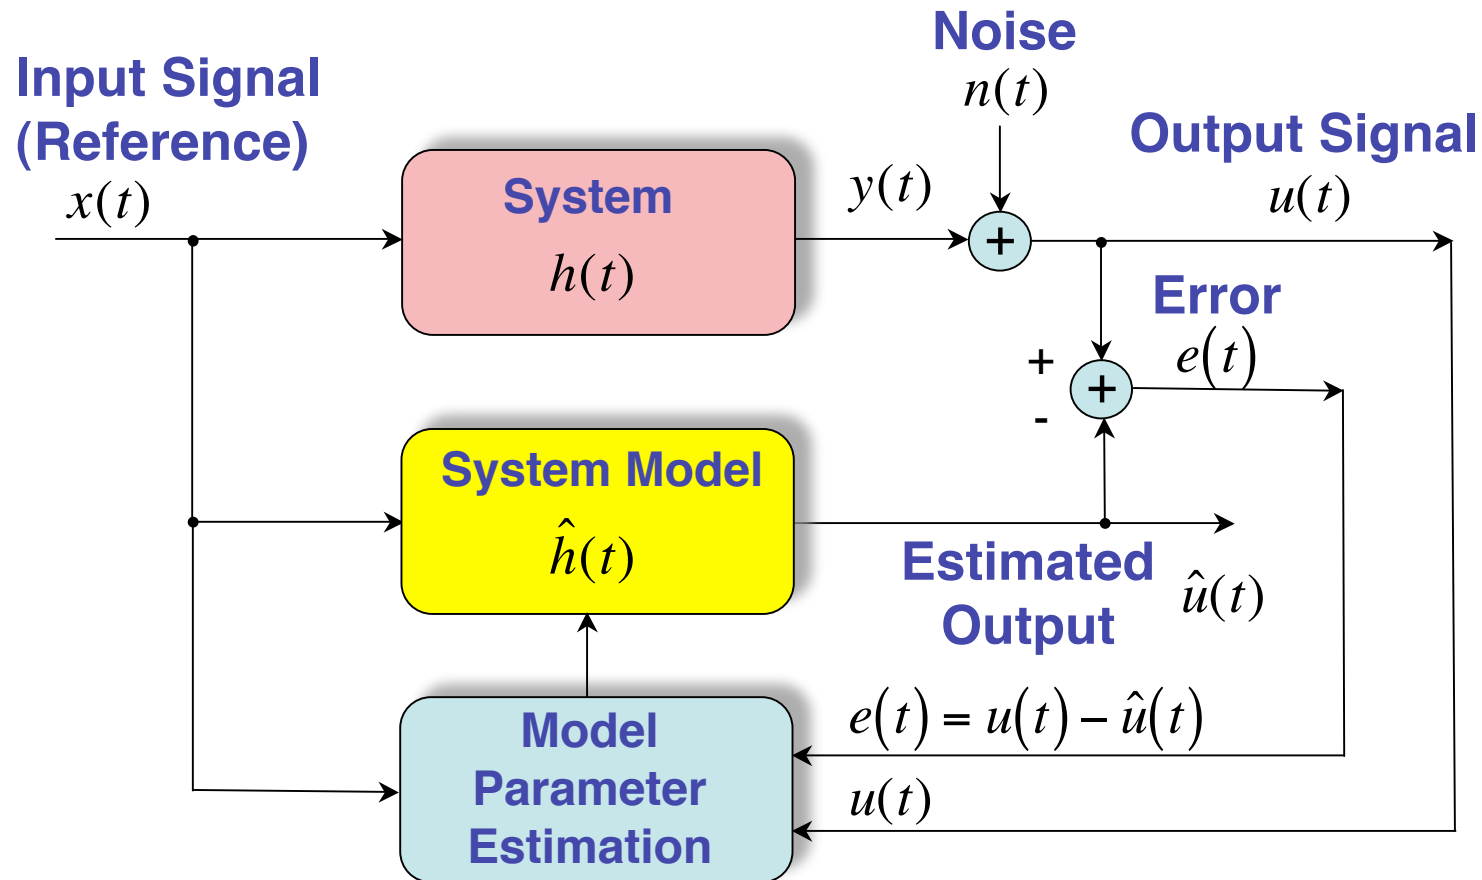 Noise
n(t)
Input Signal
(Reference)
x(t)
Output Signal
u(t)
System
h(t)
y(t)
+
Error
e(t)
+
+
-
System Model
ĥ(t)
Estimated
Output
û(t)
Model
Parameter
Estimation
e(t) = u(t) − û(t)
u(t)